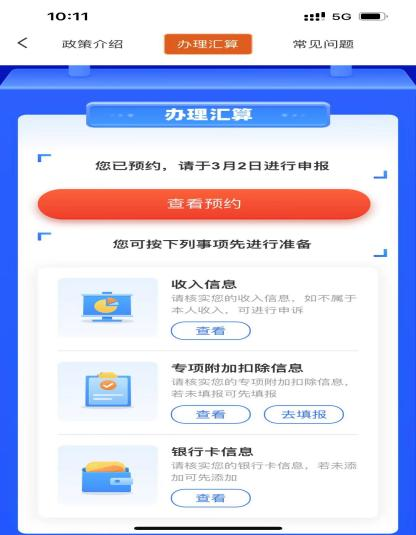 10:11
5G
政策介绍
办理汇算
常见问题
办理汇算
您已预约，请于3月2日进行申报
查看预约
您可按下列事项先进行准备
收入信息
请核实您的收入信息，如不属于
本人收入，可进行申诉
查看
专项附加扣除信息
请核实您的专项附加扣除信息，
若未填报可先填报
查看
去填报
银行卡信息
请核实您的银行卡信息，若未添
加可先添加
查看